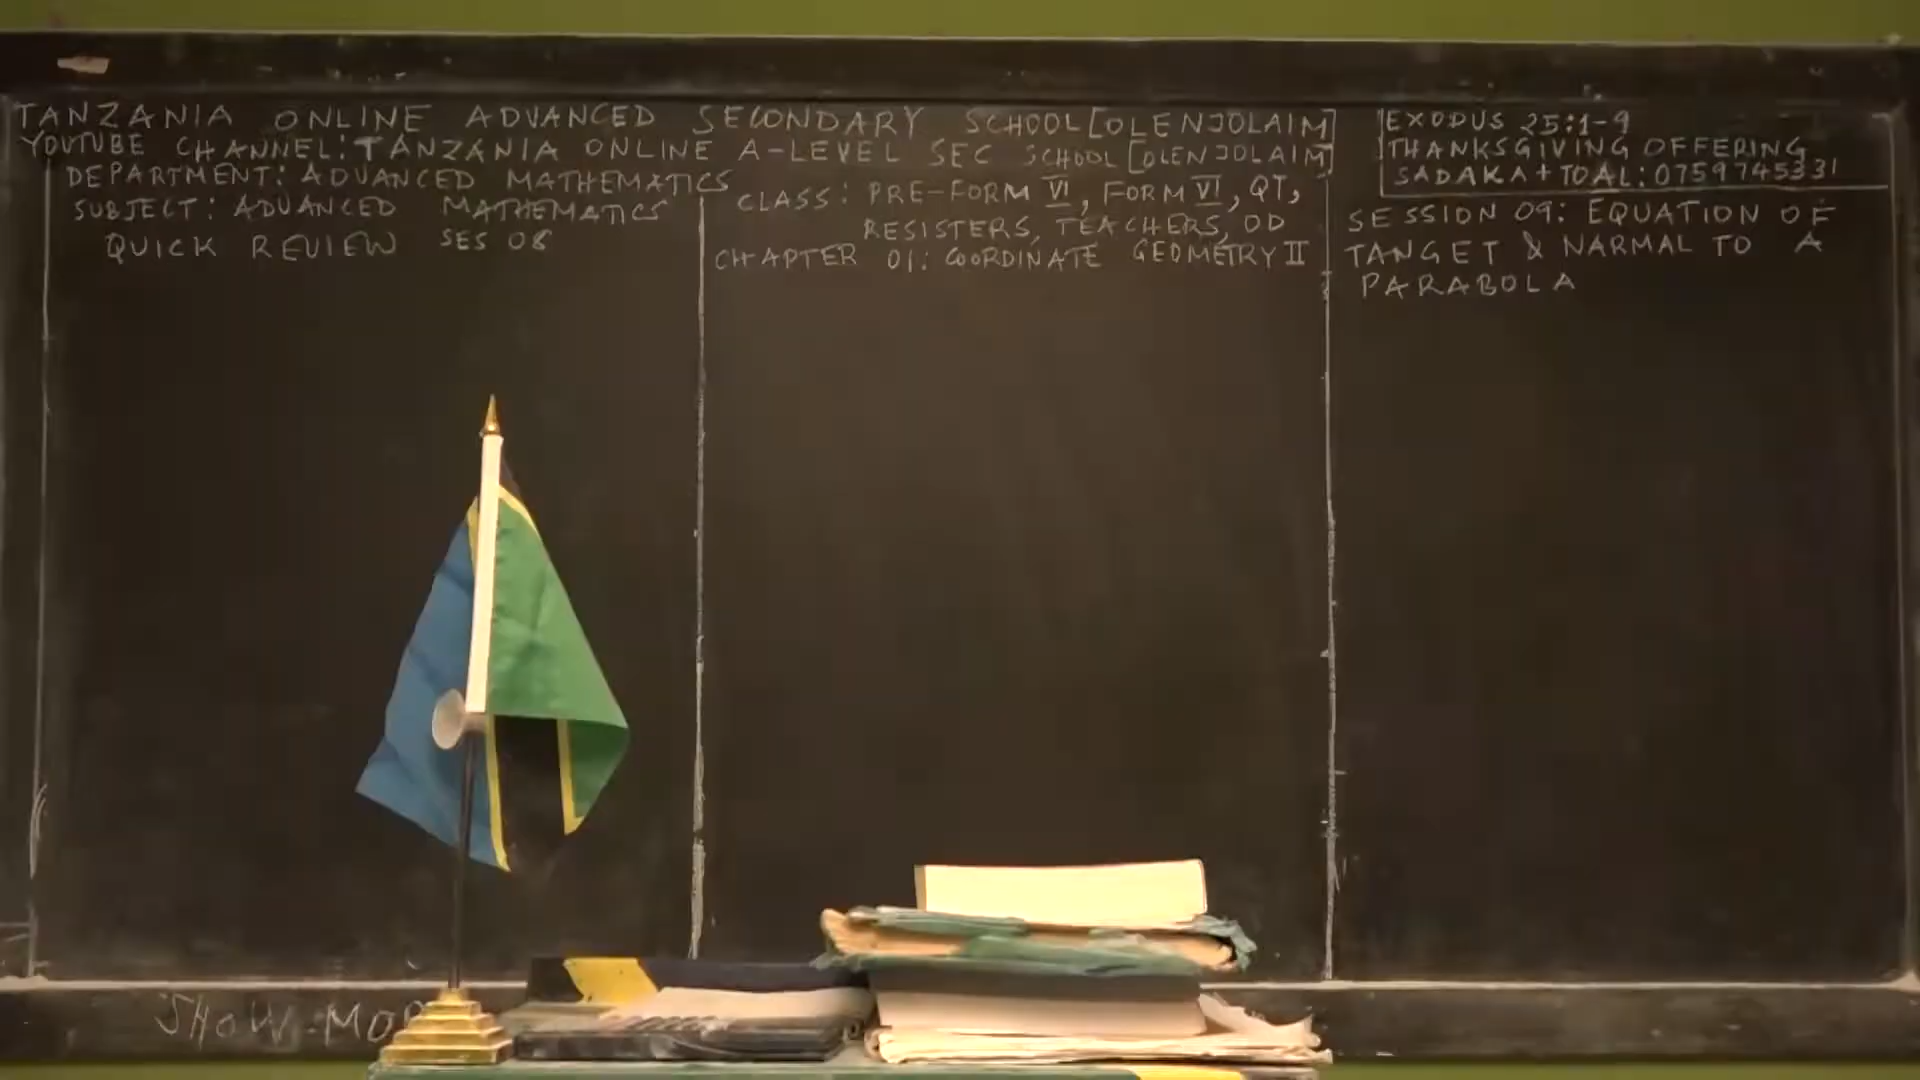 TANZANIA ONLINE ADVANCED SECONDARY SCHOOL [OLENJOLAIM]
YOUTUBE CHANNEL: TANZANIA ONLINE A-LEVEL SEC SCHOOL [OLENJOLAIM]
DEPARTMENT: ADVANCED MATHEMATICS
SUBJECT: ADVANCED MATHEMATICS
QUICK REVIEW SES 08
CLASS: PRE-FORM VI, FORM VI, QT,
RESISTERS, TEACHERS, OD
CHAPTER 01: COORDINATE GEOMETRY II
EXODUS 25:1-9
THANKSGIVING OFFERING
SADAKA + TOAL: 0759745331
SESSION 09: EQUATION OF
TANGET & NARMAL TO A
PARABOLA
SHOW-MO